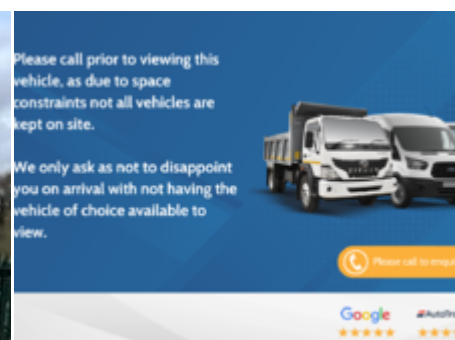 Please call prior to viewing this
vehicle, as due to space
constraints not all vehicles are
kept on site.
We only ask as not to disappoint
you on arrival with not having the
vehicle of choice available to
view.
Please call to enqui
Google
AutoTra